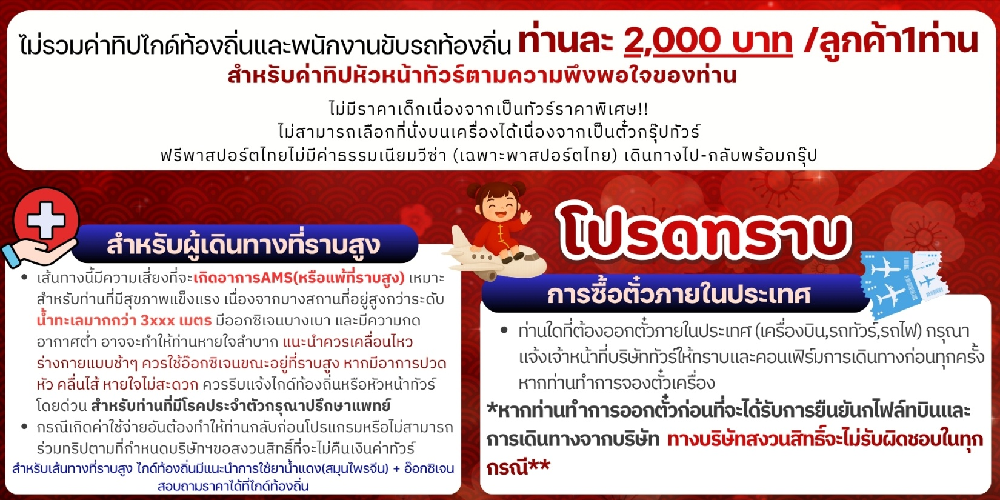 ไม่รวมค่าทิปไกด์ท้องถิ่นและพนักงานขับรถท้องถิ่น ท่านละ 2,000 บาท /ลูกค้า1ท่าน
สำหรับค่าทิปหัวหน้าทัวร์ตามความพึงพอใจของท่าน
ไม่มีราคาเด็กเนื่องจากเป็นทัวร์ราคาพิเศษ!!
ไม่สามารถเลือกที่นั่งบนเครื่องได้เนื่องจากเป็นตั๋วกรุ๊ปทัวร์
ฟรีพาสปอร์ตไทยไม่มีค่าธรรมเนียมวีซ่า (เฉพาะพาสปอร์ตไทย) เดินทางไป-กลับพร้อมกรุ๊ป
สำหรับผู้เดินทางที่ราบสูง
• เส้นทางนี้มีความเสี่ยงที่จะเกิดอาการAMS(หรือแพ้ที่ราบสูง) เหมาะ
สำหรับท่านที่มีสุขภาพแข็งแรง เนื่องจากบางสถานที่อยู่สูงกว่าระดับ
น้ำทะเลมากกว่า 3xxx เมตร มีออกซิเจนบางเบา และมีความกด
อากาศต่ำ อาจจะทำให้ท่านหายใจลำบาก แนะนำควรเคลื่อนไหว
ร่างกายแบบช้าๆ ควรใช้อ๊อกซิเจนขณะอยู่ที่ราบสูง หากมีอาการปวด
หัว คลื่นไส้ หายใจไม่สะดวก ควรรีบแจ้งไกด์ท้องถิ่นหรือหัวหน้าทัวร์
โดยด่วน สำหรับท่านที่มีโรคประจำตัวกรุณาปรึกษาแพทย์
• กรณีเกิดค่าใช้จ่ายอันต้องทำให้ท่านกลับก่อนโปรแกรมหรือไม่สามารถ
ร่วมทริปตามที่กำหนดบริษัทฯขอสงวนสิทธิ์ที่จะไม่คืนเงินค่าทัวร์
สำหรับเส้นทางที่ราบสูง ไกด์ท้องถิ่นมีแนะนำการใช้ยาน้ำแดง(สมุนไพรจีน) + อ๊อกซิเจน
สอบถามราคาได้ที่ไกด์ท้องถิ่น
โปรดทราบ
การซื้อตั๋วภายในประเทศ
• ท่านใดที่ต้องออกตั๋วภายในประเทศ (เครื่องบิน,รถทัวร์,รถไฟ) กรุณา
แจ้งเจ้าหน้าที่บริษัททัวร์ให้ทราบและคอนเฟิร์มการเดินทางก่อนทุกครั้ง
หากท่านทำการจองตั๋วเครื่อง
*หากท่านทำการออกตั๋วก่อนที่จะได้รับการยืนยันกไฟล์ทบินและ
การเดินทางจากบริษัท ทางบริษัทสงวนสิทธิ์จะไม่รับผิดชอบในทุก
กรณี**